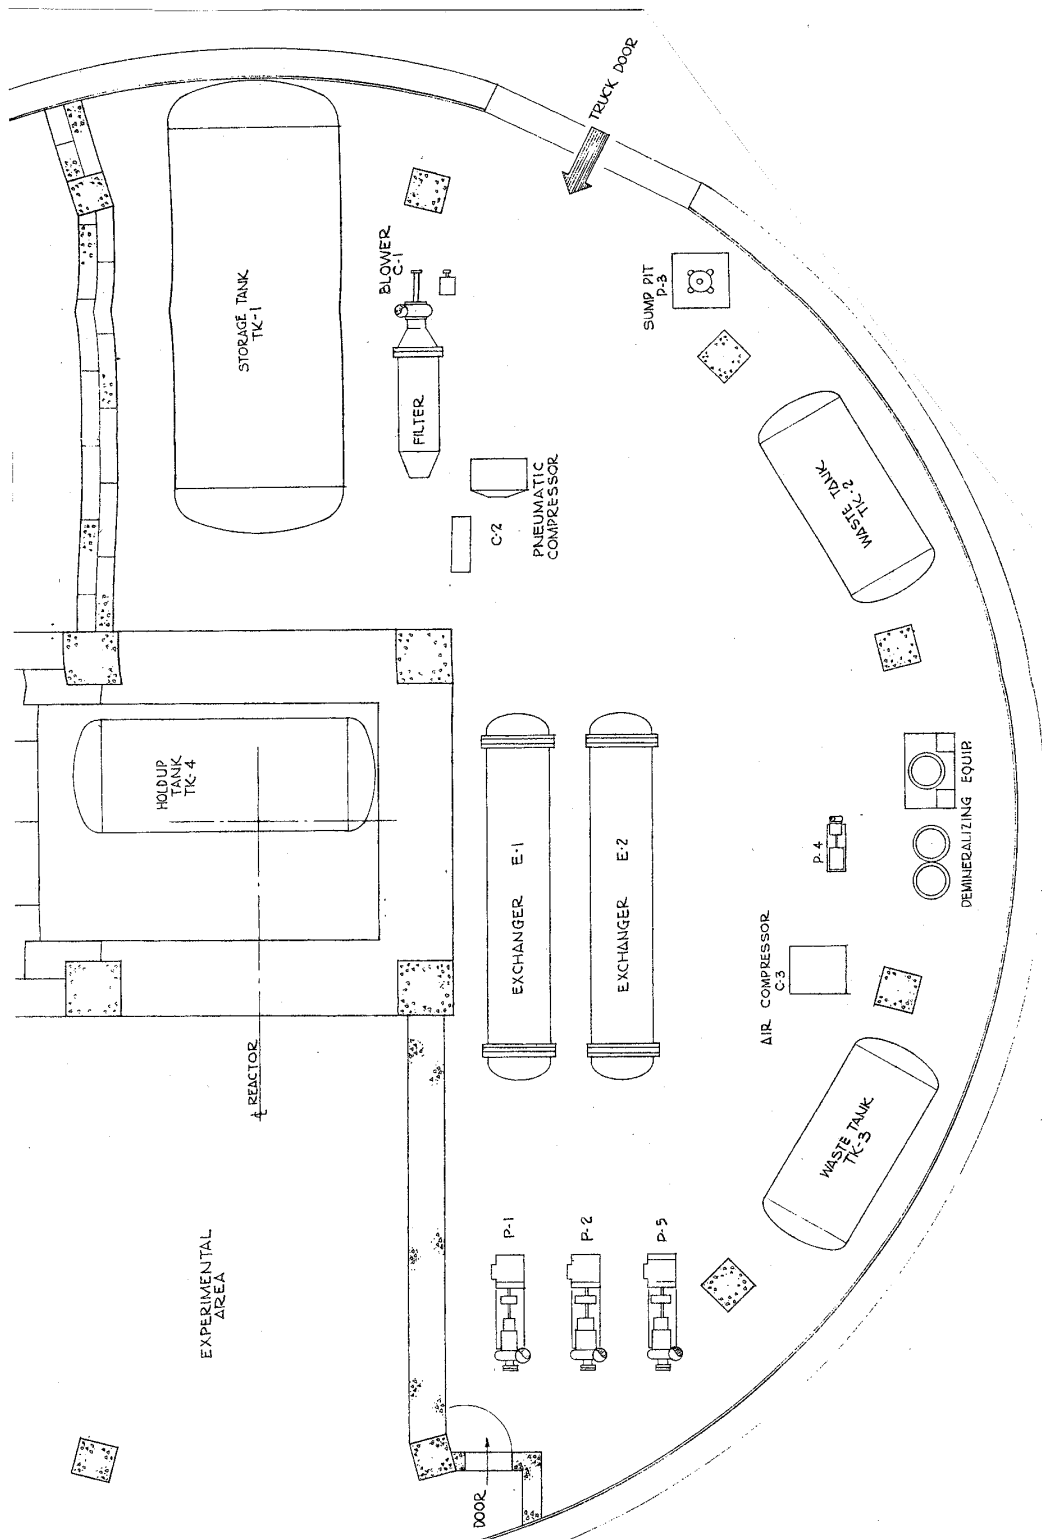 TRUCK DOOR
STORAGE TANK
TK-1
BLOWER
C-1
FILTER
SUMP PIT
P-3
PNEUMATIC
COMPRESSOR
C-2
WASTE TANK
TK-2
HOLDUP
TANK
TK-4
EXCHANGER E-1
EXCHANGER E-2
P-4
DEMINERALIZING EQUIP.
AIR COMPRESSOR
C-3
℄ REACTOR
WASTE TANK
TK-3
EXPERIMENTAL
AREA
P-1
P-2
P-5
DOOR